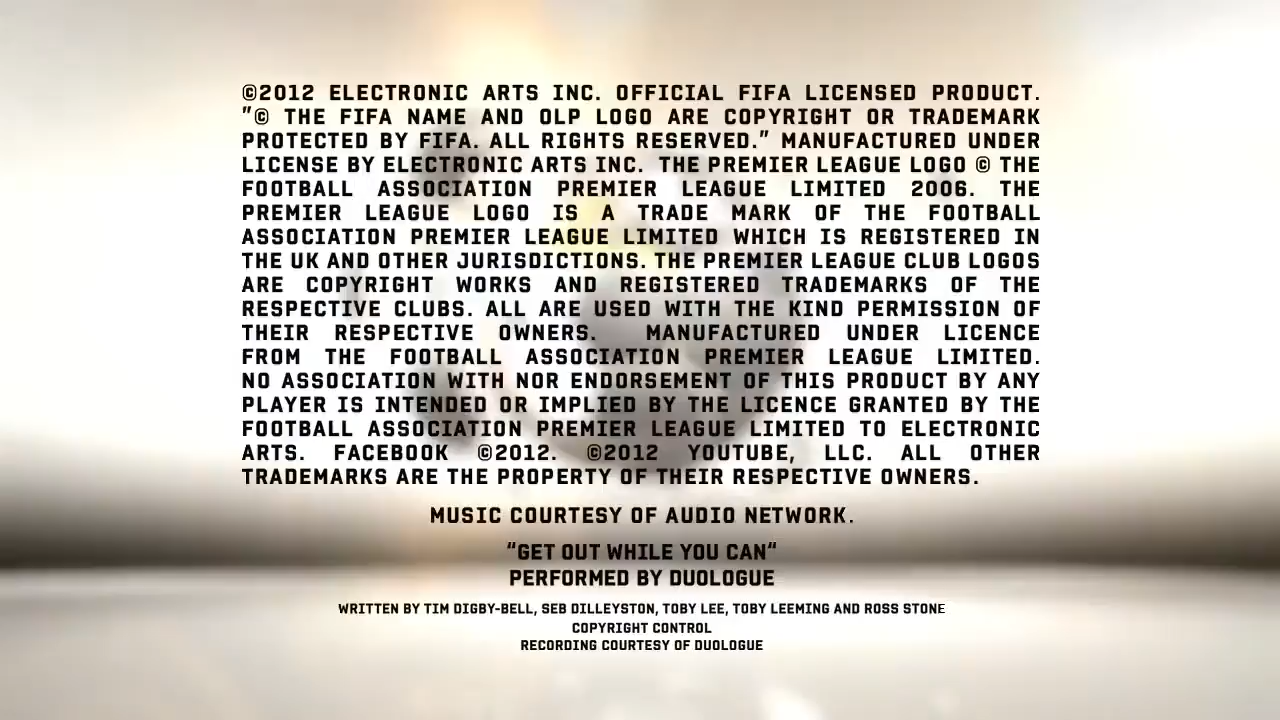 ©2012 ELECTRONIC ARTS INC. OFFICIAL FIFA LICENSED PRODUCT.
"© THE FIFA NAME AND OLP LOGO ARE COPYRIGHT OR TRADEMARK
PROTECTED BY FIFA. ALL RIGHTS RESERVED." MANUFACTURED UNDER
LICENSE BY ELECTRONIC ARTS INC. THE PREMIER LEAGUE LOGO © THE
FOOTBALL ASSOCIATION PREMIER LEAGUE LIMITED 2006. THE
PREMIER LEAGUE LOGO IS A TRADE MARK OF THE FOOTBALL
ASSOCIATION PREMIER LEAGUE LIMITED WHICH IS REGISTERED IN
THE UK AND OTHER JURISDICTIONS. THE PREMIER LEAGUE CLUB LOGOS
ARE COPYRIGHT WORKS AND REGISTERED TRADEMARKS OF THE
RESPECTIVE CLUBS. ALL ARE USED WITH THE KIND PERMISSION OF
THEIR RESPECTIVE OWNERS. MANUFACTURED UNDER LICENCE
FROM THE FOOTBALL ASSOCIATION PREMIER LEAGUE LIMITED.
NO ASSOCIATION WITH NOR ENDORSEMENT OF THIS PRODUCT BY ANY
PLAYER IS INTENDED OR IMPLIED BY THE LICENCE GRANTED BY THE
FOOTBALL ASSOCIATION PREMIER LEAGUE LIMITED TO ELECTRONIC
ARTS. FACEBOOK ©2012. ©2012 YOUTUBE, LLC. ALL OTHER
TRADEMARKS ARE THE PROPERTY OF THEIR RESPECTIVE OWNERS.
MUSIC COURTESY OF AUDIO NETWORK.
“GET OUT WHILE YOU CAN“
PERFORMED BY DUOLOGUE
WRITTEN BY TIM DIGBY-BELL, SEB DILLEYSTON, TOBY LEE, TOBY LEEMING AND ROSS STONE
COPYRIGHT CONTROL
RECORDING COURTESY OF DUOLOGUE